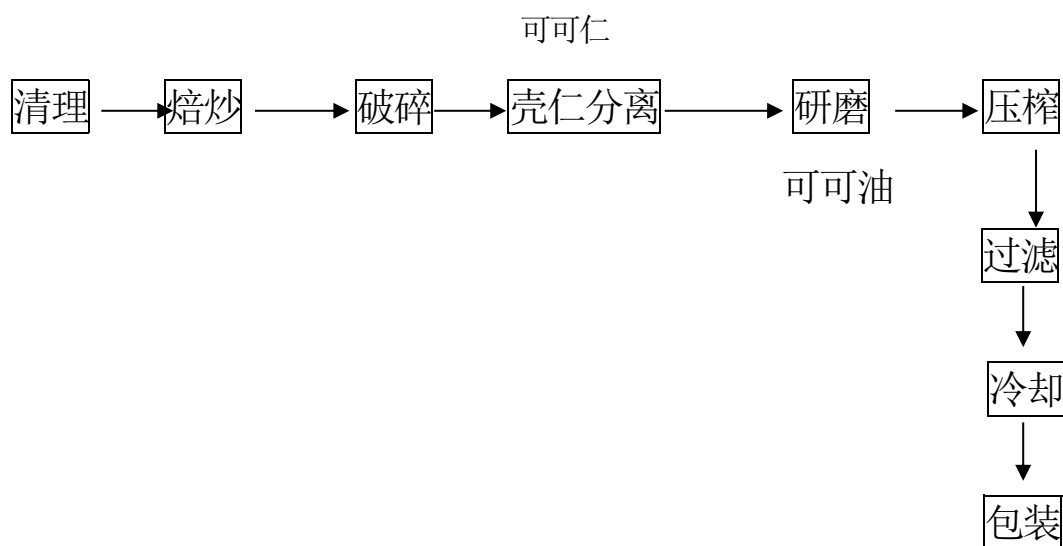 可可仁
清理 焙炒 破碎 壳仁分离 研磨 压榨
可可油
过滤
冷却
包装